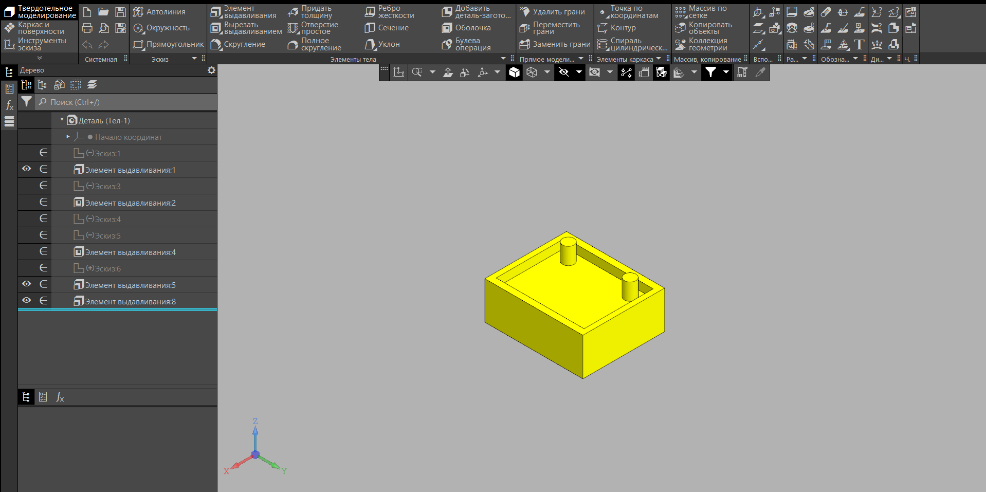 Твердотельное моделирование
Каркас и поверхности
Инструменты эскиза
Системная
Автолиния
Окружность
Прямоугольник
Эскиз
Элемент выдавливания
Вырезать выдавливанием
Скругление
Придать толщину
Отверстие простое
Полное скругление
Ребро жесткости
Сечение
Уклон
Добавить деталь-загото...
Оболочка
Булева операция
Элементы тела
Удалить грани
Переместить грани
Заменить грани
Прямое модели...
Точка по координатам
Контур
Спираль цилиндрическ...
Элементы каркаса
Массив по сетке
Копировать объекты
Коллекция геометрии
Массив, копирование
Вспо...
Ра...
Обозна...
Ди...
Ч.
Дерево
Поиск (Ctrl+/)
Деталь (Тел-1)
Начало координат
(−)Эскиз:1
Элемент выдавливания:1
(−)Эскиз:3
Элемент выдавливания:2
(−)Эскиз:4
(−)Эскиз:5
Элемент выдавливания:4
(+)Эскиз:6
Элемент выдавливания:5
Элемент выдавливания:8
Z
X
Y